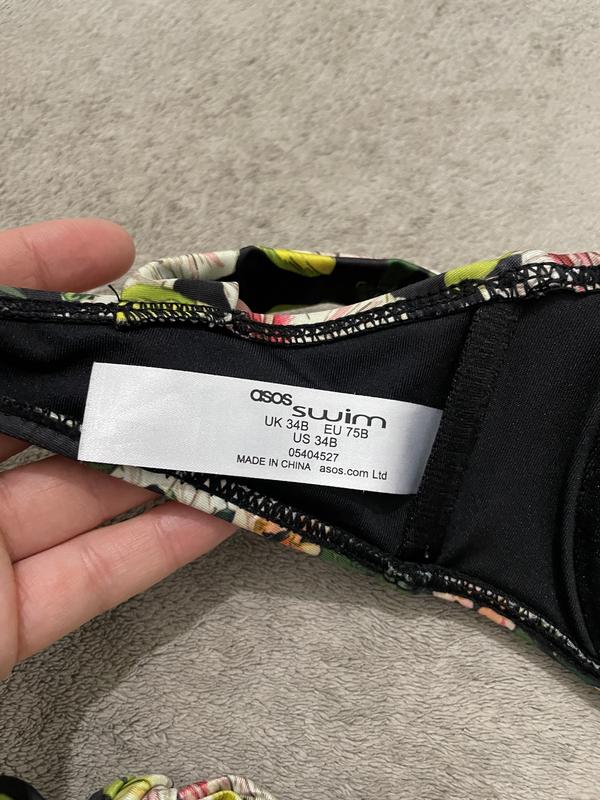 asos
swim
UK 34B EU 75B
US 34B
05404527
MADE IN CHINA asos.com Ltd